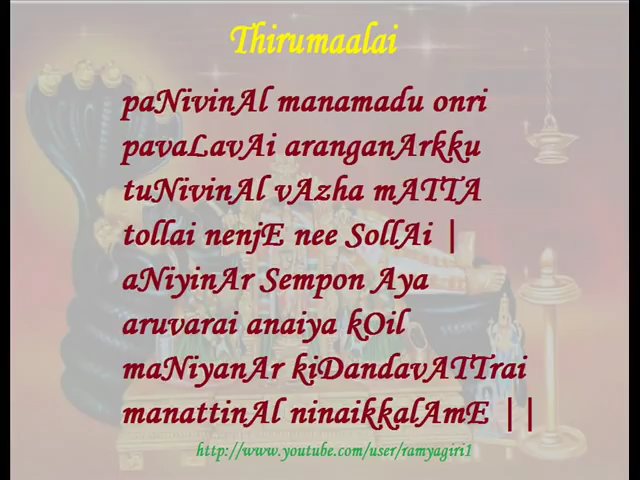 Thirumaalai
paNivinAl manamadu onri
pavaLavAi aranganArkku
tuNivinAl vAzha mATTA
tollai nenjE nee SollAi |
aNiyinAr Sempon Aya
aruvarai anaiya kOil
maNiyanAr kiDandavATTrai
manattinAl ninaikkalAmE ||
http://www.youtube.com/user/ramyagiri1